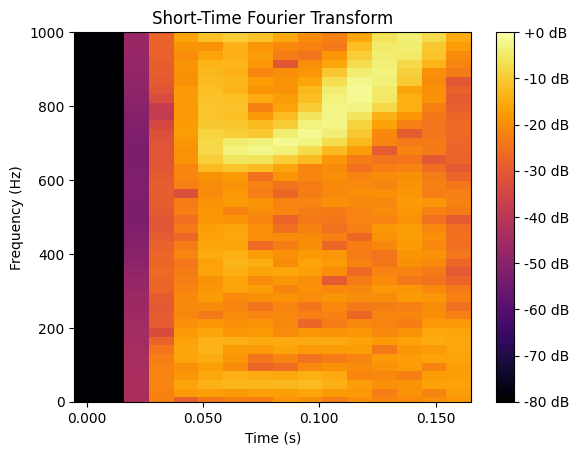 Short-Time Fourier Transform
Frequency (Hz)
1000
800
600
400
200
0
0.000
0.050
0.100
0.150
Time (s)
+0 dB
-10 dB
-20 dB
-30 dB
-40 dB
-50 dB
-60 dB
-70 dB
-80 dB